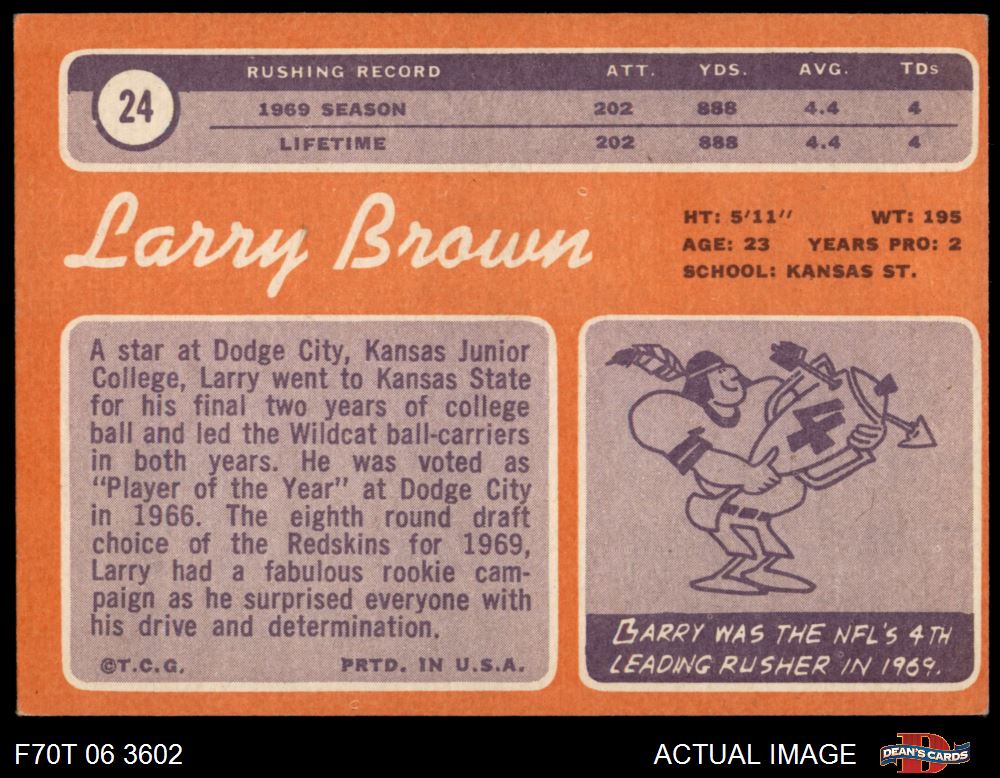 24
RUSHING RECORD ATT. YDS. AVG. TDs
1969 SEASON 202 888 4.4 4
LIFETIME 202 888 4.4 4
Larry Brown
HT: 5'11" WT: 195
AGE: 23 YEARS PRO: 2
SCHOOL: KANSAS ST.
A star at Dodge City, Kansas Junior
College, Larry went to Kansas State
for his final two years of college
ball and led the Wildcat ball-carriers
in both years. He was voted as
"Player of the Year" at Dodge City
in 1966. The eighth round draft
choice of the Redskins for 1969,
Larry had a fabulous rookie cam-
paign as he surprised everyone with
his drive and determination.
©T.C.G. PRTD. IN U.S.A.
4
BARRY WAS THE NFL'S 4TH
LEADING RUSHER IN 1969.
F70T 06 3602
ACTUAL IMAGE
D
DEAN'S CARDS